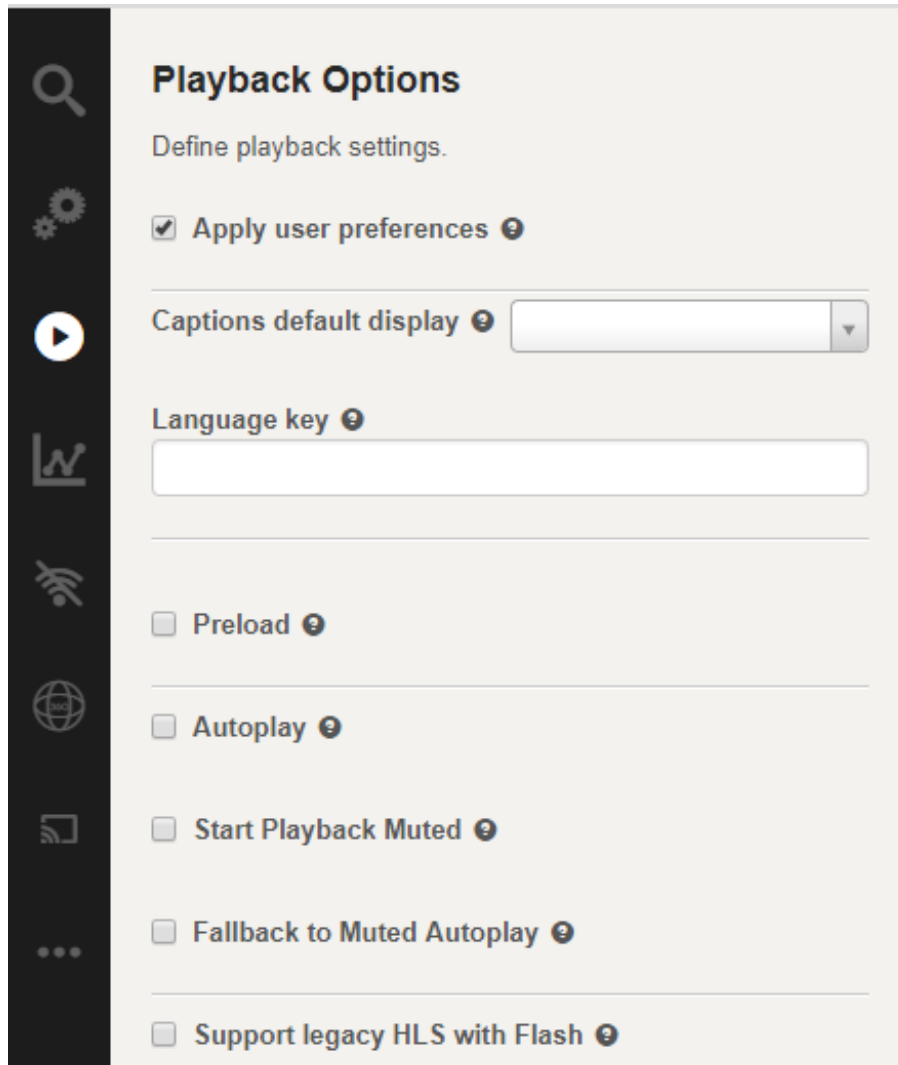 Playback Options
Define playback settings.
Apply user preferences
Captions default display
Language key
Preload
Autoplay
Start Playback Muted
Fallback to Muted Autoplay
Support legacy HLS with Flash
360